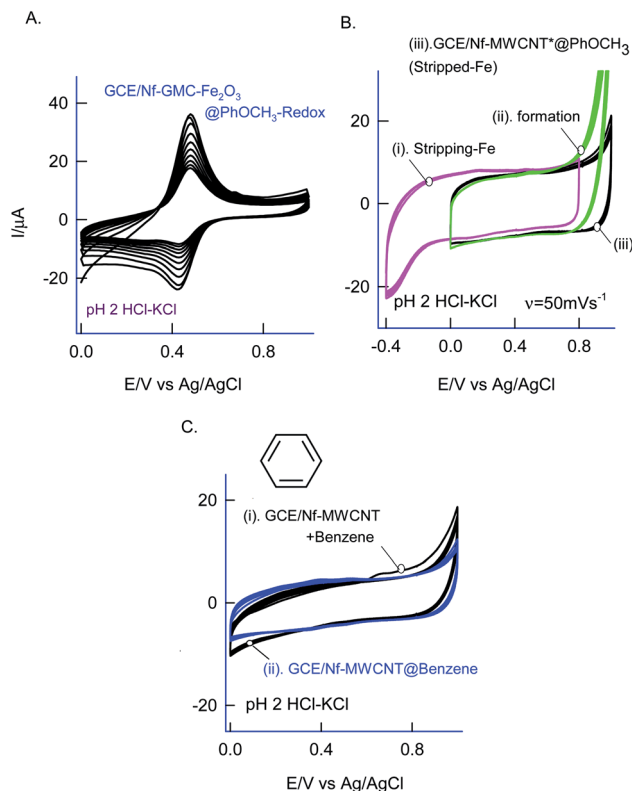 A.
GCE/Nf-GMC-Fe₂O₃
@PhOCH₃-Redox
40
20
0
-20
I/µA
pH 2 HCl-KCl
0.0 0.4 0.8
E/V vs Ag/AgCl
B.
(iii).GCE/Nf-MWCNT*@PhOCH₃
(Stripped-Fe)
(ii). formation
(i). Stripping-Fe
(iii)
20
0
-20
pH 2 HCl-KCl ν=50mVs⁻¹
-0.4 0.0 0.4 0.8
E/V vs Ag/AgCl
C.
(i). GCE/Nf-MWCNT
+Benzene
20
0
-20
(ii). GCE/Nf-MWCNT@Benzene
pH 2 HCl-KCl
0.0 0.4 0.8
E/V vs Ag/AgCl